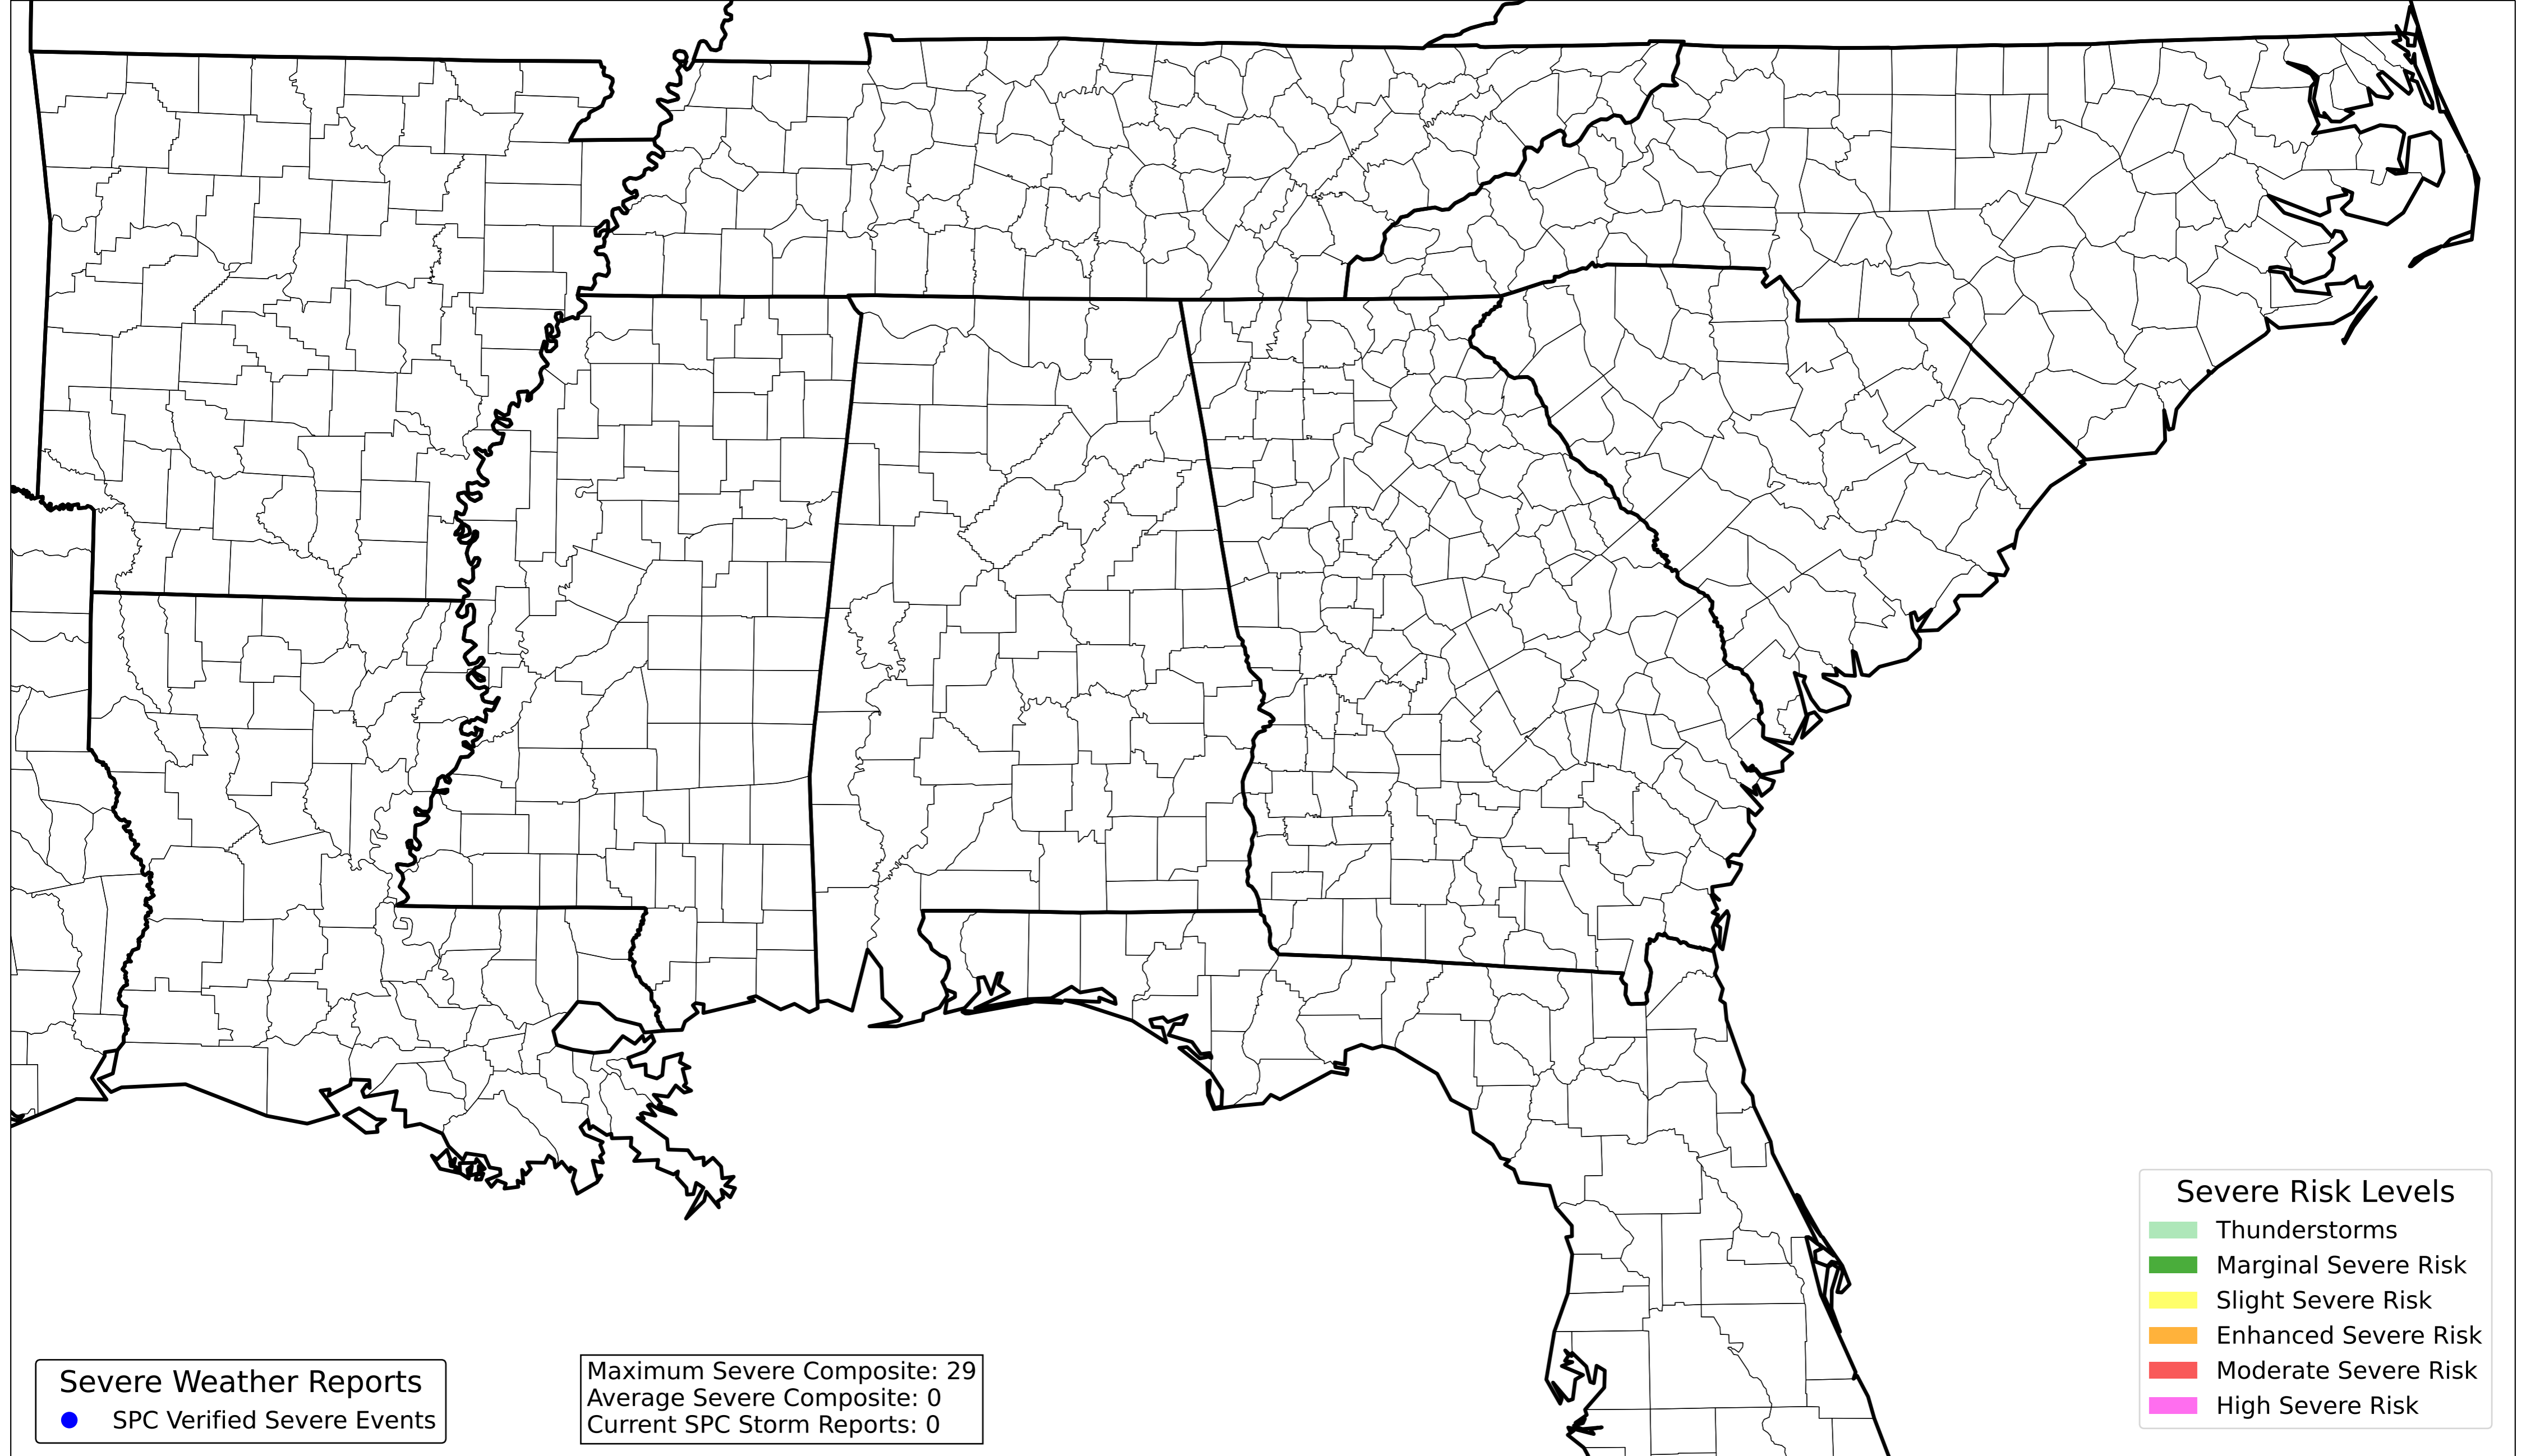 Severe Risk Levels
Thunderstorms
Marginal Severe Risk
Slight Severe Risk
Enhanced Severe Risk
Moderate Severe Risk
High Severe Risk
Severe Weather Reports
SPC Verified Severe Events
Maximum Severe Composite: 29
Average Severe Composite: 0
Current SPC Storm Reports: 0